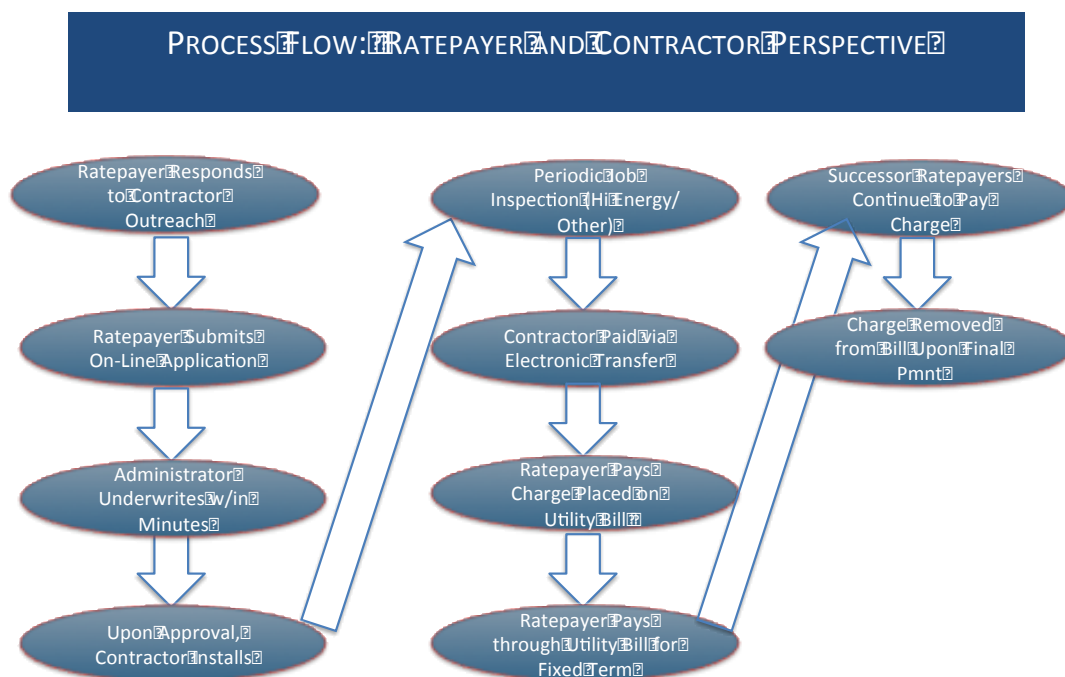 PROCESS FLOW: RATEPAYER AND CONTRACTOR PERSPECTIVE
Ratepayer Responds
to Contractor
Outreach
Ratepayer Submits
On-Line Application
Administrator
Underwrites w/in
Minutes
Upon Approval,
Contractor Installs
Periodic Job
Inspection (Hi Energy/
Other)
Contractor Paid via
Electronic Transfer
Ratepayer Pays
Charge Placed on
Utility Bill
Ratepayer Pays
through Utility Bill for
Fixed Term
Successor Ratepayers
Continue to Pay
Charge
Charge Removed
from Bill Upon Final
Pmnt